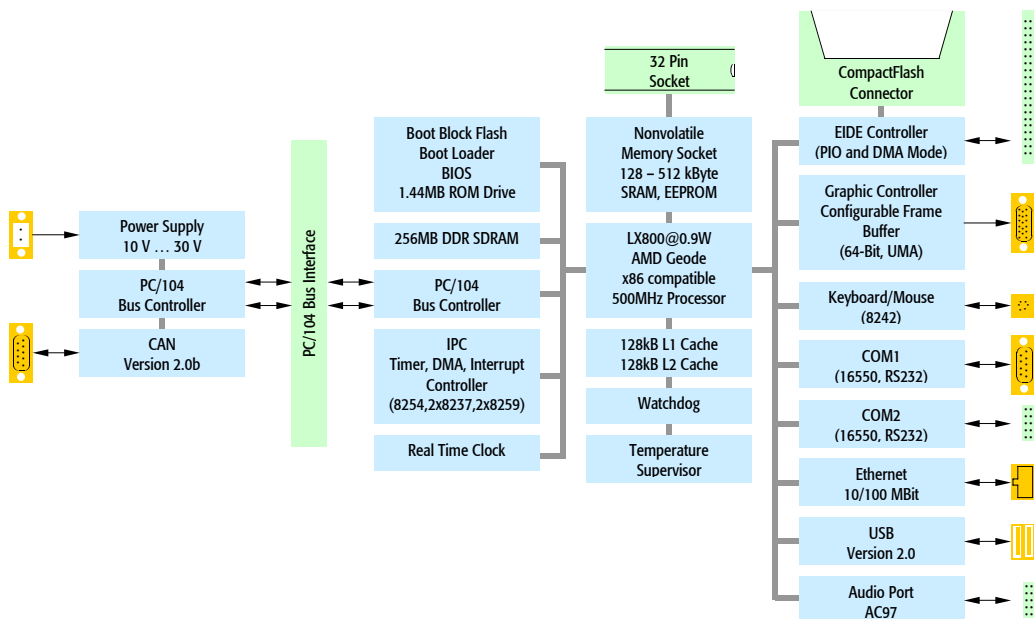 Power Supply
10 V … 30 V
PC/104
Bus Controller
CAN
Version 2.0b
PC/104 Bus Interface
Boot Block Flash
Boot Loader
BIOS
1.44MB ROM Drive
256MB DDR SDRAM
PC/104
Bus Controller
IPC
Timer, DMA, Interrupt
Controller
(8254,2x8237,2x8259)
Real Time Clock
32 Pin
Socket
Nonvolatile
Memory Socket
128 – 512 kByte
SRAM, EEPROM
LX800@0.9W
AMD Geode
x86 compatible
500MHz Processor
128kB L1 Cache
128kB L2 Cache
Watchdog
Temperature
Supervisor
CompactFlash
Connector
EIDE Controller
(PIO and DMA Mode)
Graphic Controller
Configurable Frame
Buffer
(64-Bit, UMA)
Keyboard/Mouse
(8242)
COM1
(16550, RS232)
COM2
(16550, RS232)
Ethernet
10/100 MBit
USB
Version 2.0
Audio Port
AC97